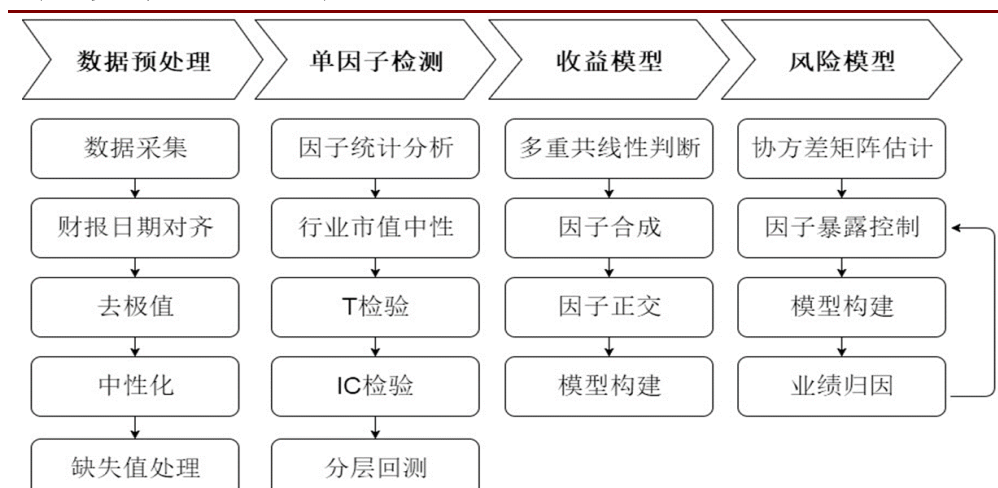 数据预处理
单因子检测
收益模型
风险模型
数据采集
财报日期对齐
去极值
中性化
缺失值处理
因子统计分析
行业市值中性
T检验
IC检验
分层回测
多重共线性判断
因子合成
因子正交
模型构建
协方差矩阵估计
因子暴露控制
模型构建
业绩归因